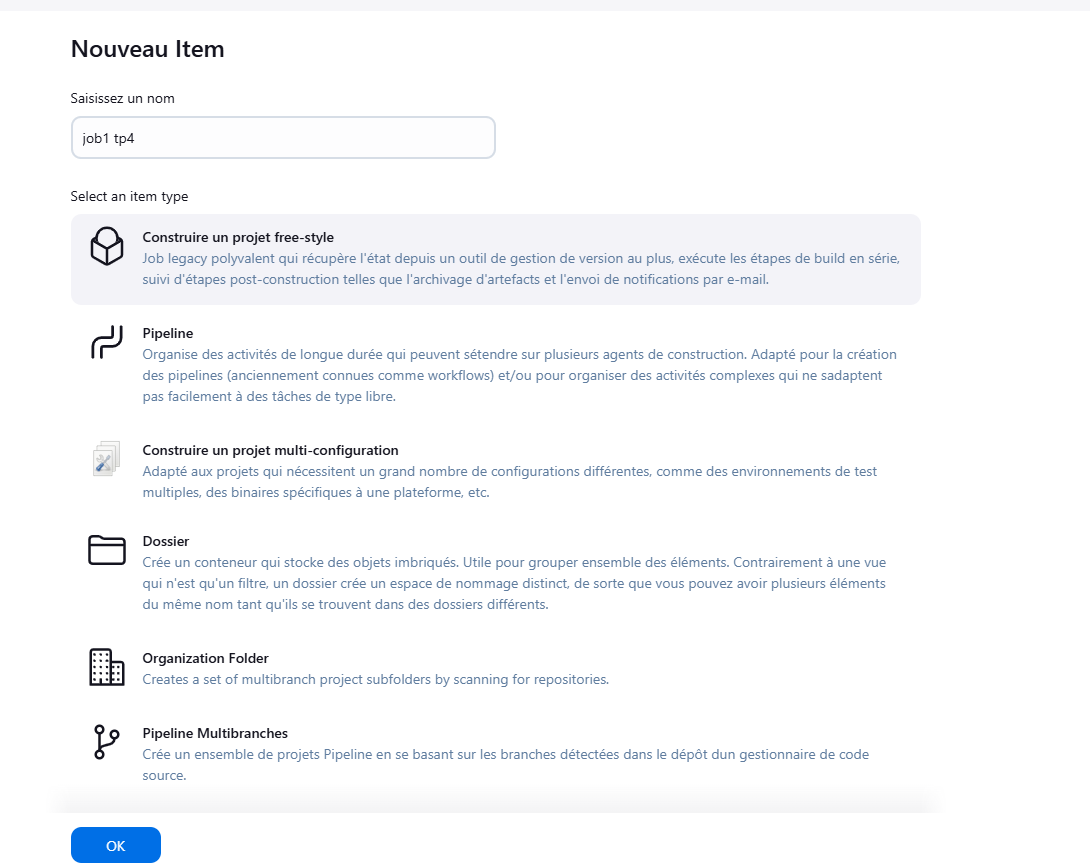 Nouveau Item
Saisissez un nom
job1 tp4
Select an item type
Construire un projet free-style
Job legacy polyvalent qui récupère l'état depuis un outil de gestion de version au plus, exécute les étapes de build en série,
suivi d'étapes post-construction telles que l'archivage d'artefacts et l'envoi de notifications par e-mail.
Pipeline
Organise des activités de longue durée qui peuvent sétendre sur plusieurs agents de construction. Adapté pour la création
des pipelines (anciennement connues comme workflows) et/ou pour organiser des activités complexes qui ne sadaptent
pas facilement à des tâches de type libre.
Construire un projet multi-configuration
Adapté aux projets qui nécessitent un grand nombre de configurations différentes, comme des environnements de test
multiples, des binaires spécifiques à une plateforme, etc.
Dossier
Crée un conteneur qui stocke des objets imbriqués. Utile pour grouper ensemble des éléments. Contrairement à une vue
qui n'est qu'un filtre, un dossier crée un espace de nommage distinct, de sorte que vous pouvez avoir plusieurs éléments
du même nom tant qu'ils se trouvent dans des dossiers différents.
Organization Folder
Creates a set of multibranch project subfolders by scanning for repositories.
Pipeline Multibranches
Crée un ensemble de projets Pipeline en se basant sur les branches détectées dans le dépôt dun gestionnaire de code
source.
OK